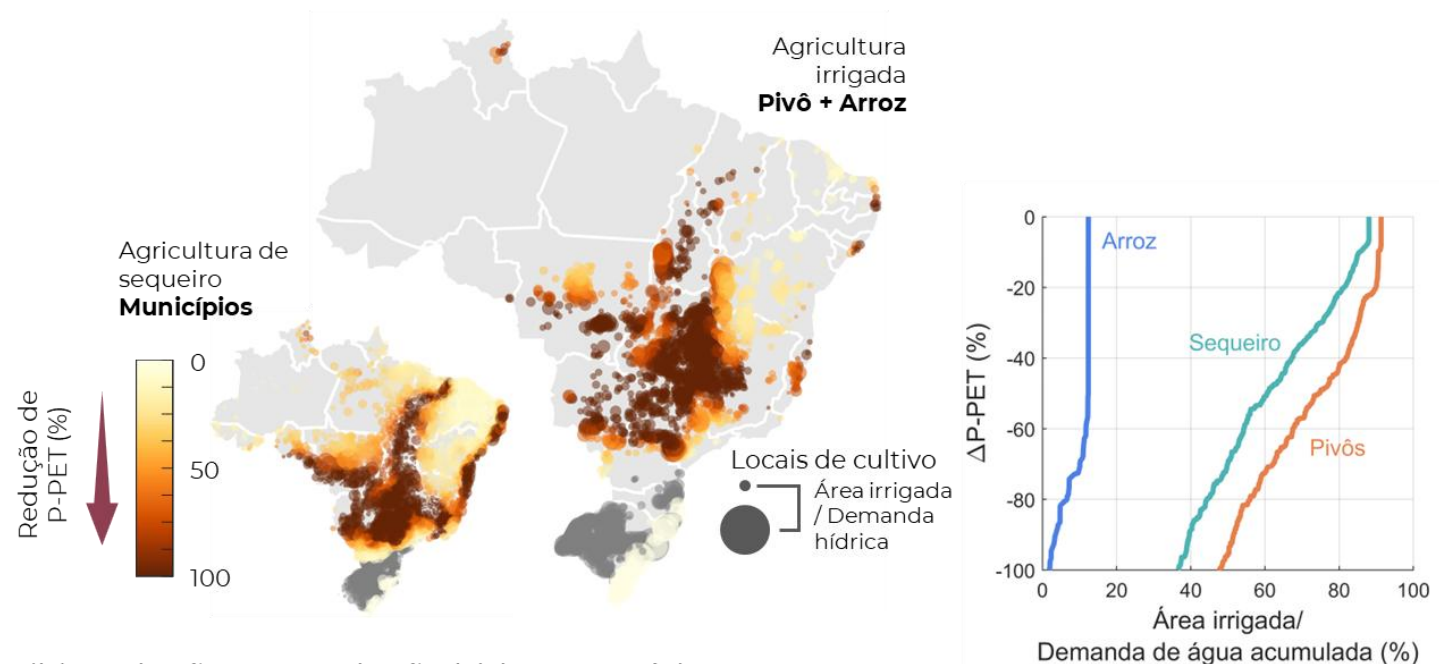 Agricultura
irrigada
Pivô + Arroz
Agricultura de
sequeiro
Municípios
Redução de
P-PET (%)
0
50
100
Locais de cultivo
Área irrigada
/ Demanda
hídrica
ΔP-PET (%)
0
-20
-40
-60
-80
-100
Arroz
Sequeiro
Pivôs
0 20 40 60 80 100
Área irrigada/
Demanda de água acumulada (%)